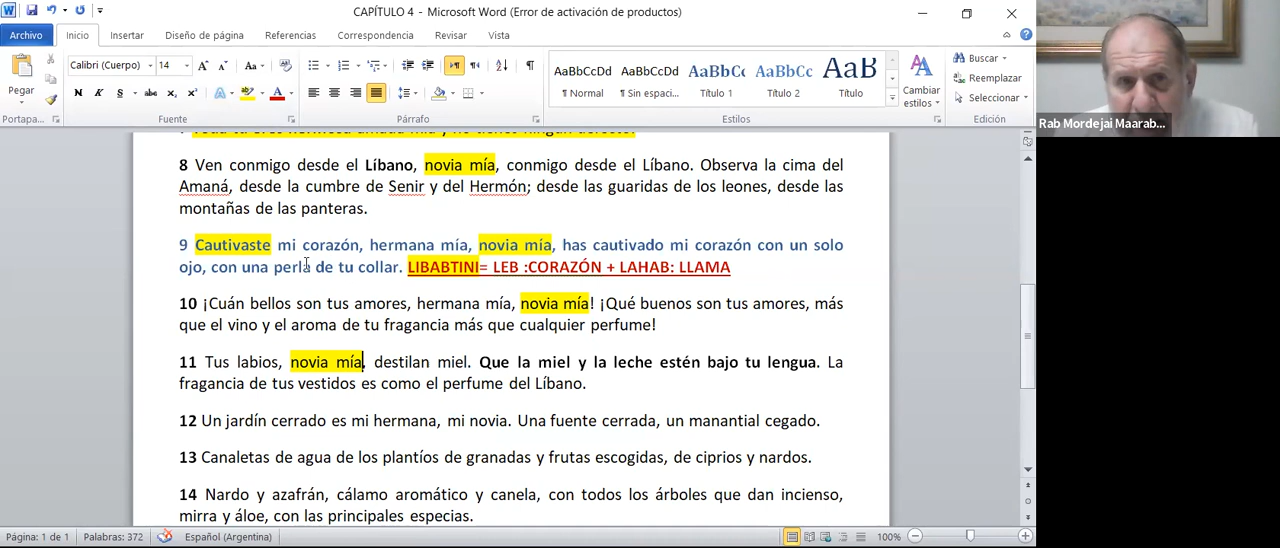 CAPÍTULO 4 - Microsoft Word (Error de activación de productos)
Archivo Inicio Insertar Diseño de página Referencias Correspondencia Revisar Vista
Pegar
Calibri (Cuerpo) 14
N K S abc x₂ x²
AaBbCcDd AaBbCcDd AaBbCc AaBbCc AaB
¶ Normal ¶ Sin espaci... Título 1 Título 2 Título
Cambiar estilos
Buscar
Reemplazar
Seleccionar
Portapa... Fuente Párrafo Estilos Edición
Rab Mordejai Maarab...
8 Ven conmigo desde el Líbano, novia mía, conmigo desde el Líbano. Observa la cima del
Amaná, desde la cumbre de Senir y del Hermón; desde las guaridas de los leones, desde las
montañas de las panteras.
9 Cautivaste mi corazón, hermana mía, novia mía, has cautivado mi corazón con un solo
ojo, con una perla de tu collar. LIBABTINI= LEB :CORAZÓN + LAHAB: LLAMA
10 ¡Cuán bellos son tus amores, hermana mía, novia mía! ¡Qué buenos son tus amores, más
que el vino y el aroma de tu fragancia más que cualquier perfume!
11 Tus labios, novia mía, destilan miel. Que la miel y la leche estén bajo tu lengua. La
fragancia de tus vestidos es como el perfume del Líbano.
12 Un jardín cerrado es mi hermana, mi novia. Una fuente cerrada, un manantial cegado.
13 Canaletas de agua de los plantíos de granadas y frutas escogidas, de ciprios y nardos.
14 Nardo y azafrán, cálamo aromático y canela, con todos los árboles que dan incienso,
mirra y áloe, con las principales especias.
Página: 1 de 1 Palabras: 372 Español (Argentina) 100%